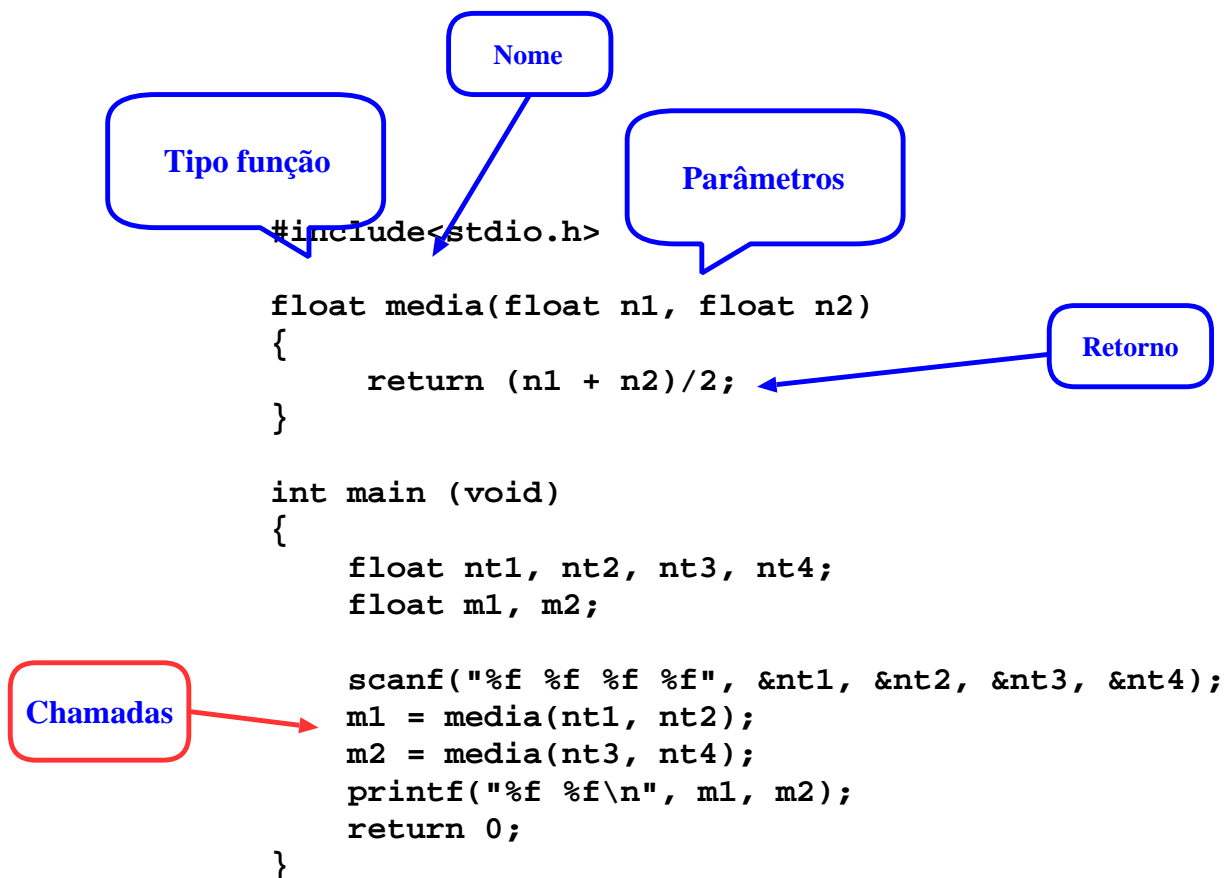 Nome
Tipo função
Parâmetros
#include<stdio.h>
float media(float n1, float n2)
{
return (n1 + n2)/2;
Retorno
}
int main (void)
{
float nt1, nt2, nt3, nt4;
float m1, m2;
scanf("%f %f %f %f", &nt1, &nt2, &nt3, &nt4);
Chamadas
m1 = media(nt1, nt2);
m2 = media(nt3, nt4);
printf("%f %f\n", m1, m2);
return 0;
}